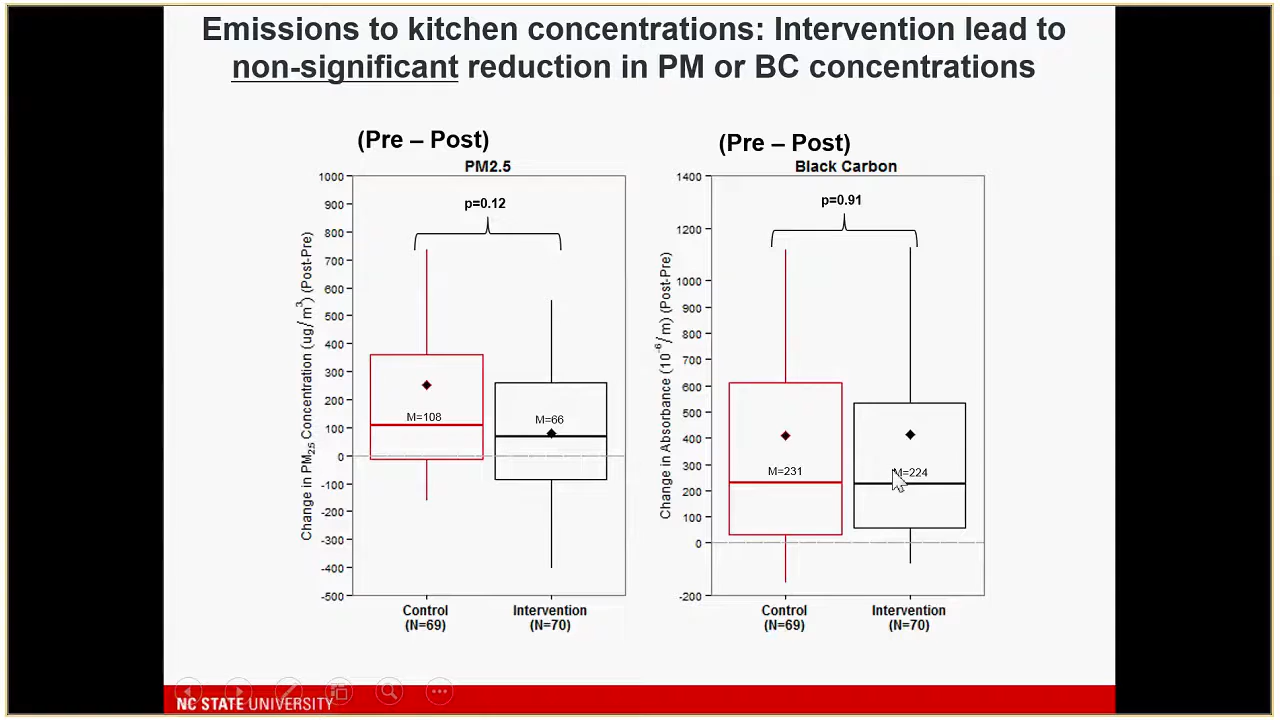 Emissions to kitchen concentrations: Intervention lead to
non-significant reduction in PM or BC concentrations
(Pre – Post)
PM2.5
1000
900
800
700
600
500
400
300
200
100
0
-100
-200
-300
-400
-500
Change in PM2.5 Concentration (ug/m3) (Post-Pre)
p=0.12
M=108
M=66
Control
(N=69)
Intervention
(N=70)
(Pre – Post)
Black Carbon
1400
1200
1000
900
800
700
600
500
400
300
200
100
0
-200
Change in Absorbance (10-6/m) (Post-Pre)
p=0.91
M=231
M=224
Control
(N=69)
Intervention
(N=70)
NC STATE UNIVERSITY